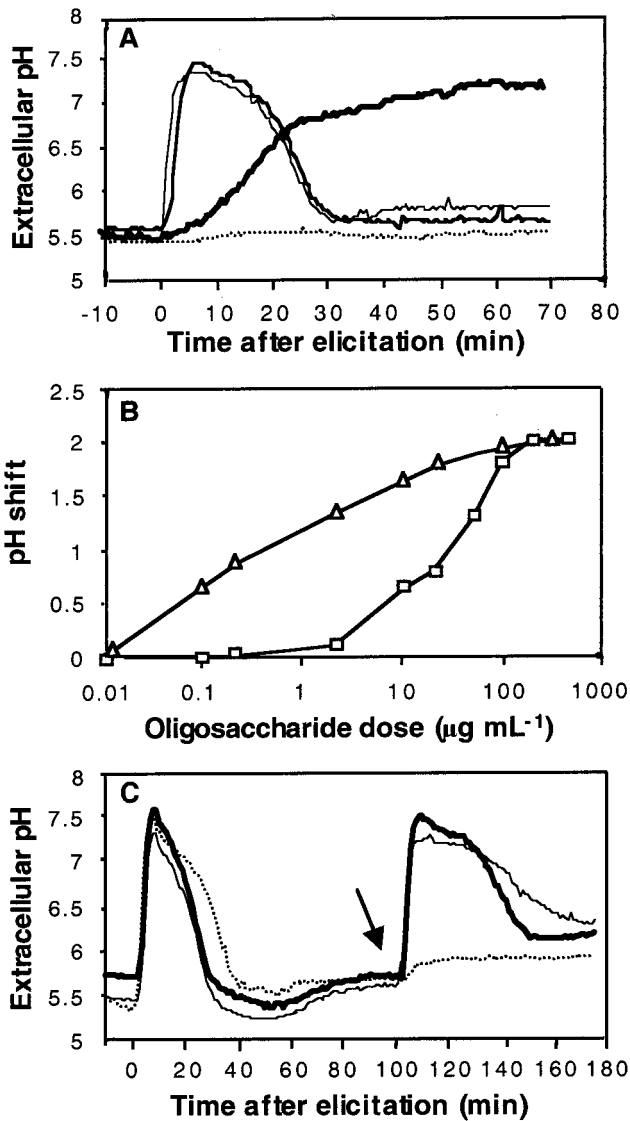 A
8
7.5
7
6.5
6
5.5
5
Extracellular pH
-10 0 10 20 30 40 50 60 70 80
Time after elicitation (min)
B
2.5
2
1.5
1
0.5
0
pH shift
0.01 0.1 1 10 100 1000
Oligosaccharide dose (µg mL-1)
C
8
7.5
7
6.5
6
5.5
5
Extracellular pH
0 20 40 60 80 100 120 140 160 180
Time after elicitation (min)